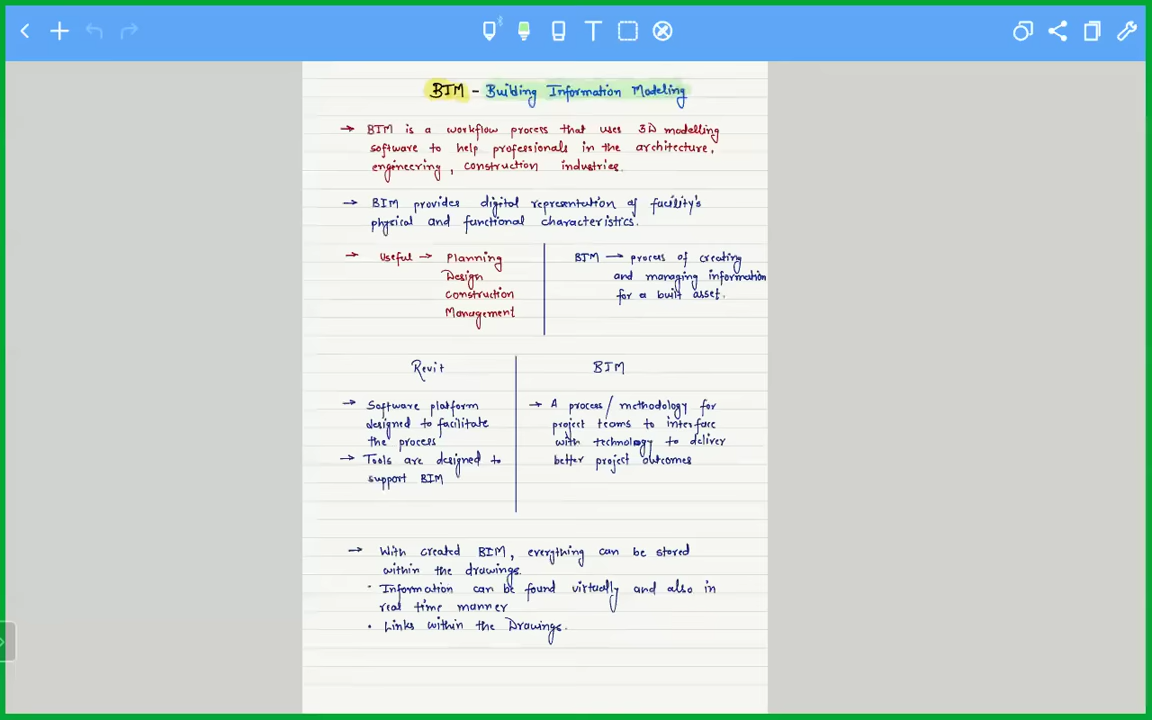 BIM - Building Information Modeling
→ BIM is a workflow process that uses 3D modelling
software to help professionals in the architecture,
engineering, construction industries.
→ BIM provides digital representation of facility's
physical and functional characteristics.
→ Useful → Planning
Design
Construction
Management
BIM → process of creating
and managing information
for a built asset.
Revit
→ Software platform
designed to facilitate
the process
→ Tools are designed to
support BIM
BIM
→ A process/methodology for
project teams to interface
with technology to deliver
better project outcomes
→ With created BIM, everything can be stored
within the drawings.
· Information can be found virtually and also in
real time manner
· Links within the Drawings.